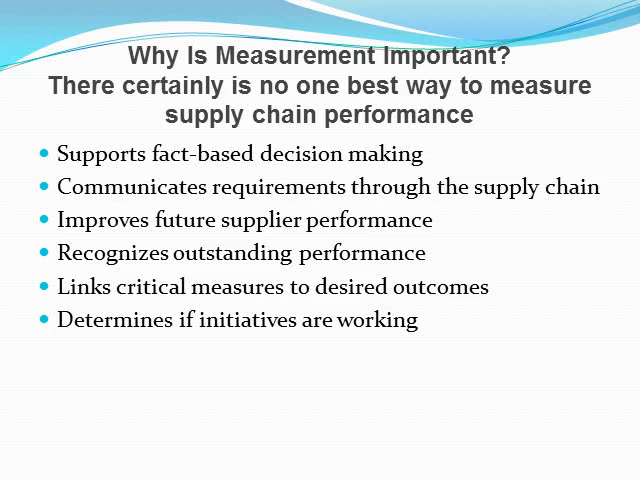 Why Is Measurement Important?
There certainly is no one best way to measure
supply chain performance
Supports fact-based decision making
Communicates requirements through the supply chain
Improves future supplier performance
Recognizes outstanding performance
Links critical measures to desired outcomes
Determines if initiatives are working